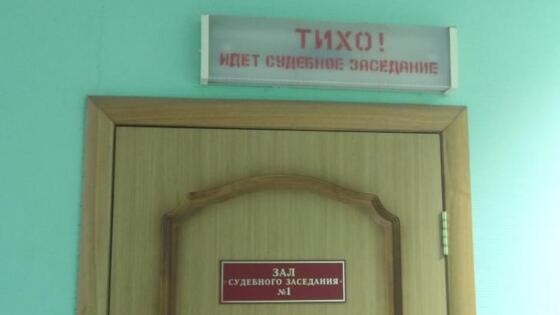 ТИХО!
ИДЕТ СУДЕБНОЕ ЗАСЕДАНИЕ
ЗАЛ
СУДЕБНОГО ЗАСЕДАНИЯ
№1